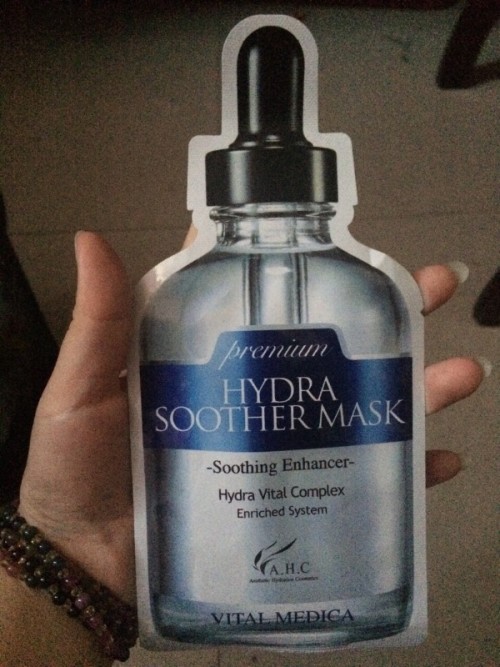 premium
HYDRA
SOOTHER MASK
-Soothing Enhancer-
Hydra Vital Complex
Enriched System
A.H.C
VITAL MEDICA